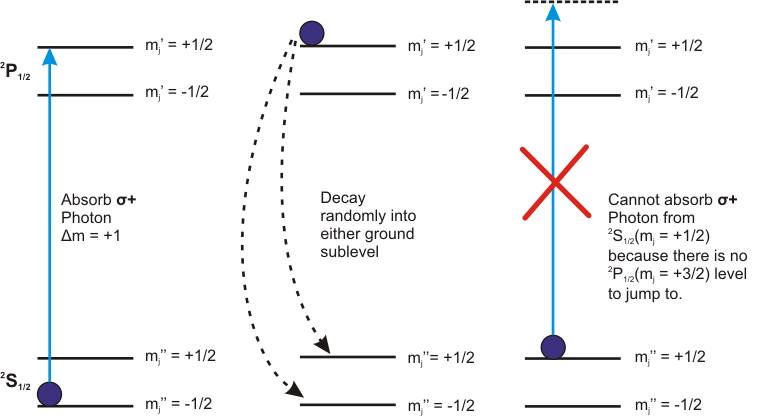 mj' = +1/2
²P1/2
mj' = -1/2
Absorb σ+
Photon
Δm = +1
mj'' = +1/2
²S1/2
mj'' = -1/2
mj' = +1/2
mj' = -1/2
Decay
randomly into
either ground
sublevel
mj''= +1/2
mj'' = -1/2
mj' = +1/2
mj' = -1/2
Cannot absorb σ+
Photon from
²S1/2(mj = +1/2)
because there is no
²P1/2(mj = +3/2) level
to jump to.
mj'' = +1/2
mj'' = -1/2